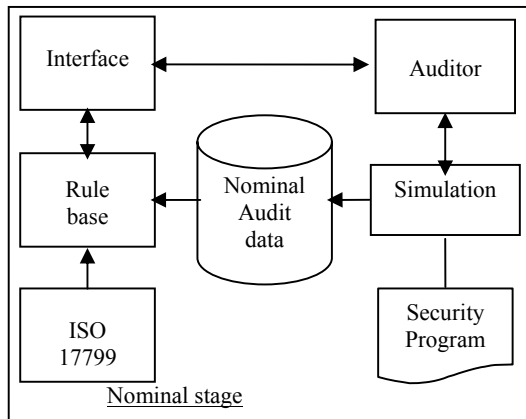 Interface
Auditor
Rule
base
Nominal
Audit
data
Simulation
ISO
17799
Security
Program
Nominal stage